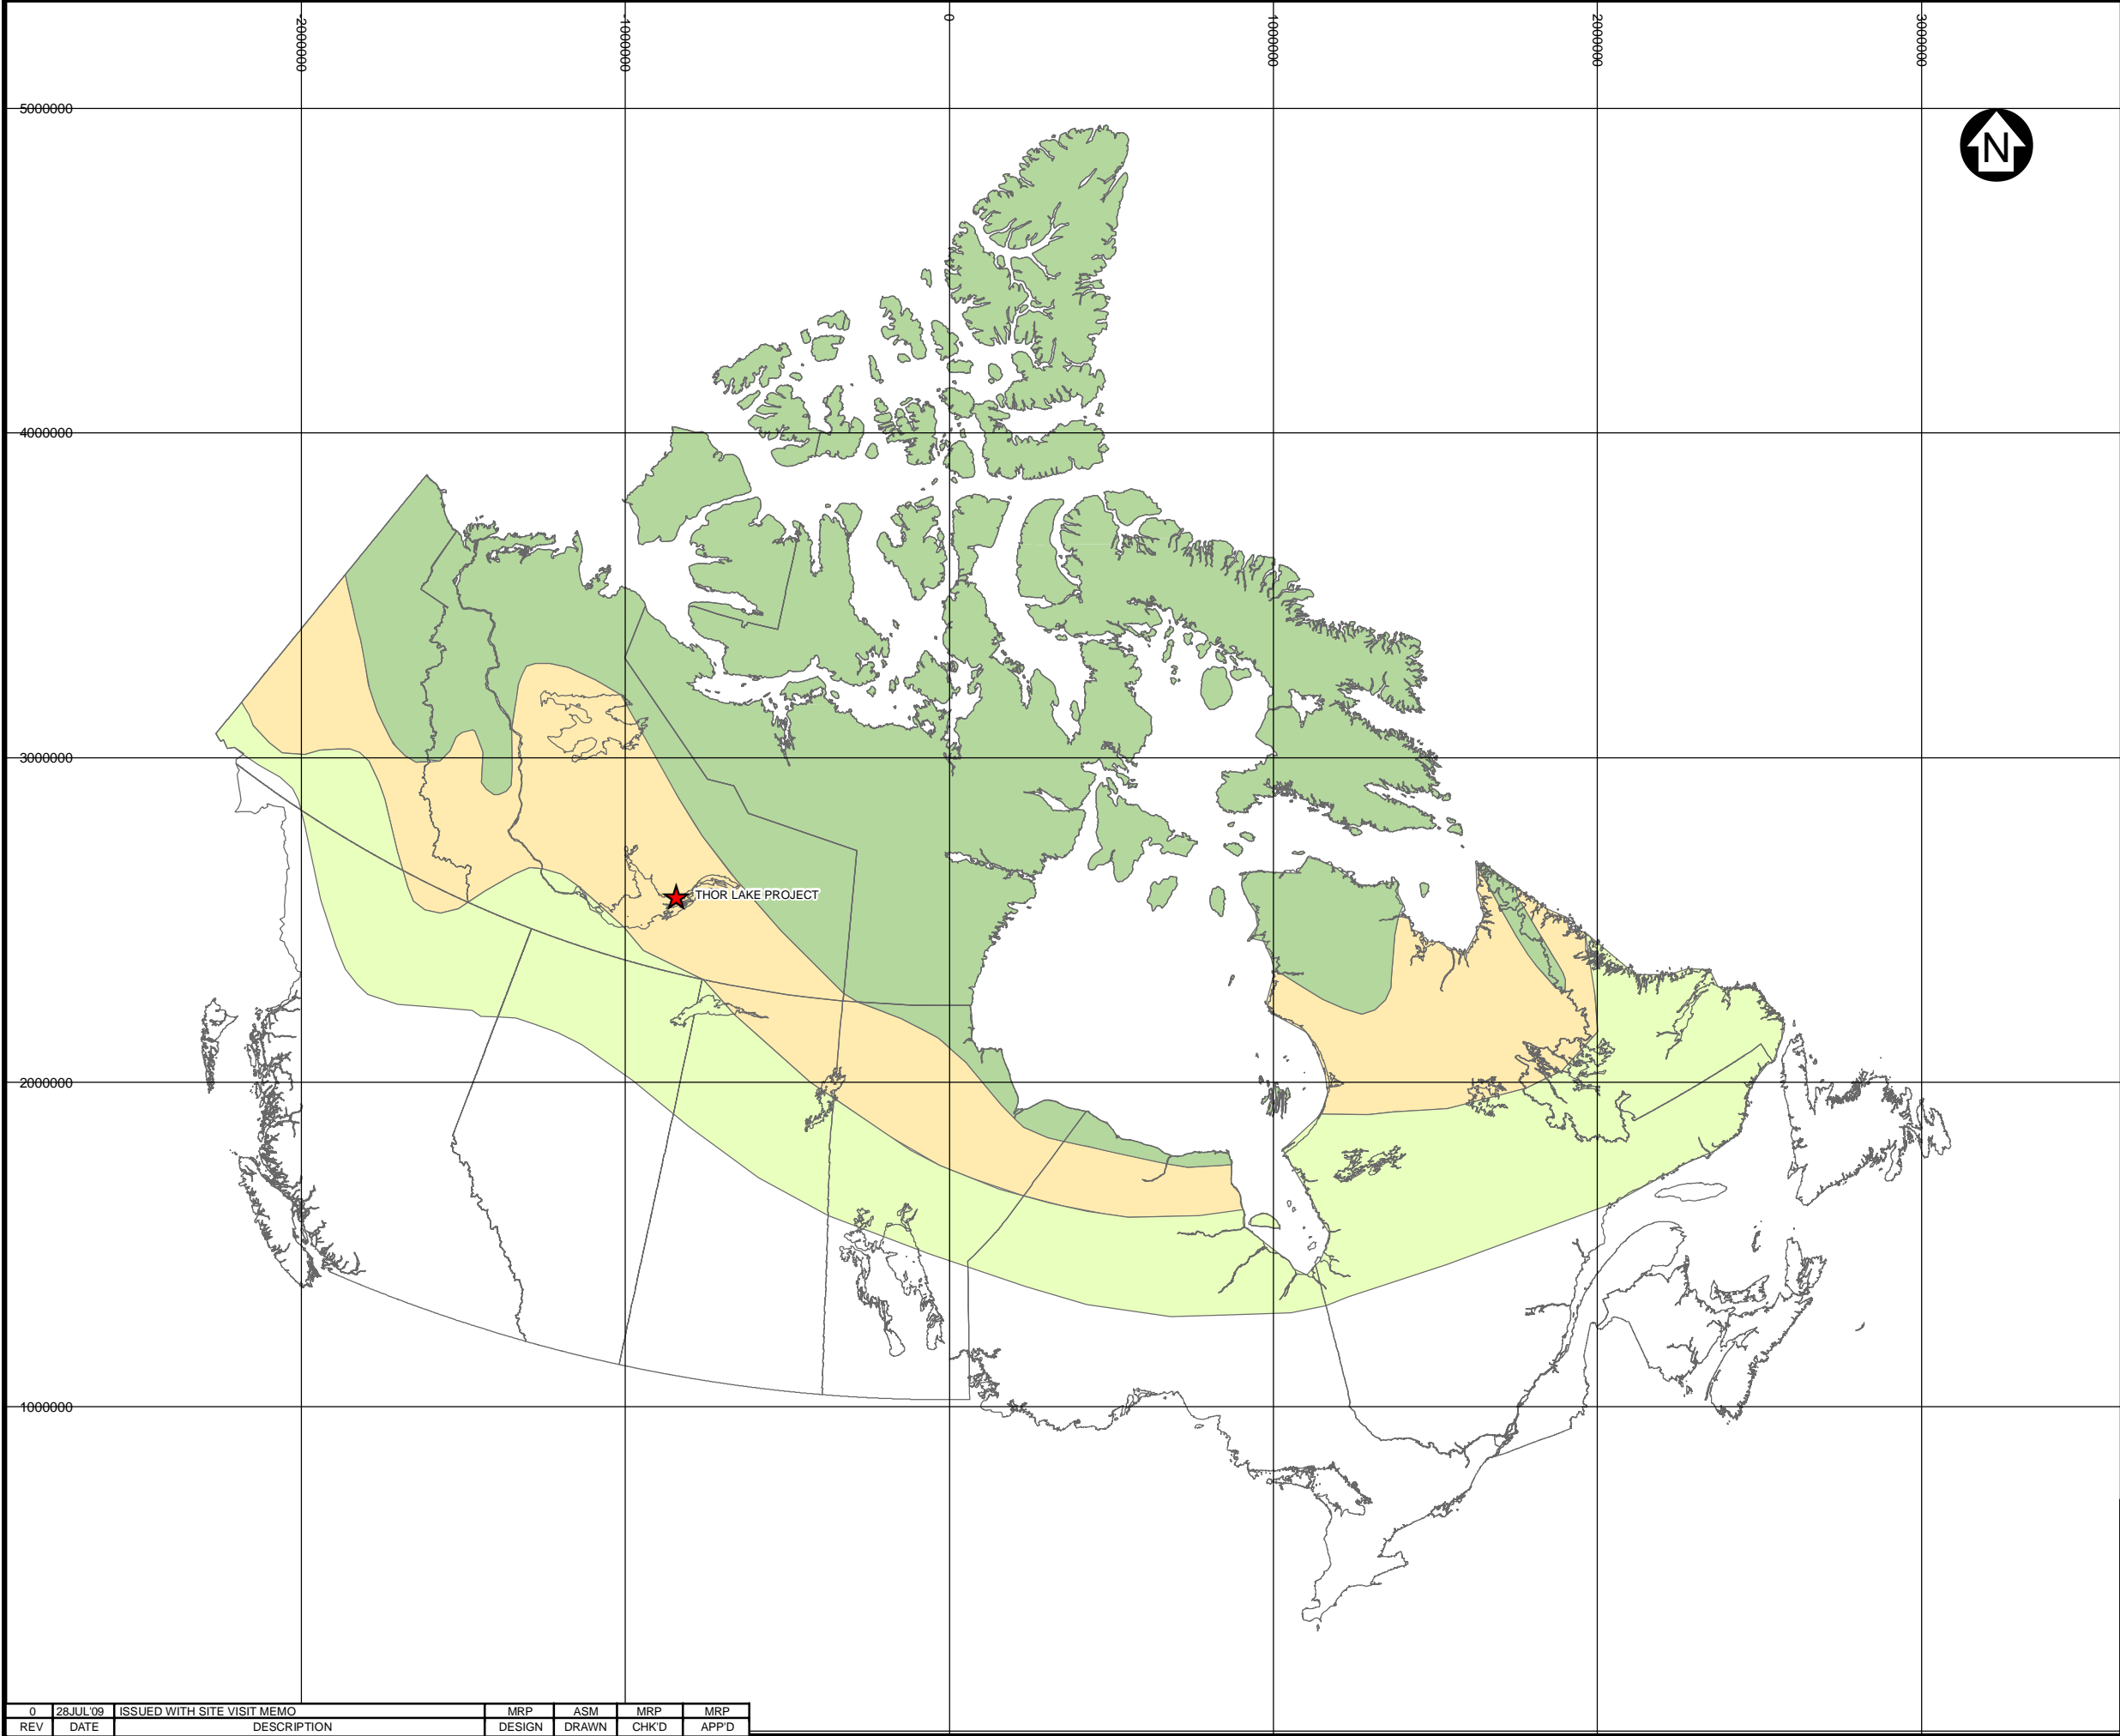 -2000000
-1000000
0
1000000
2000000
3000000
5000000
N
4000000
3000000
THOR LAKE PROJECT
2000000
1000000
0 28JUL'09 ISSUED WITH SITE VISIT MEMO MRP ASM MRP MRP
REV DATE DESCRIPTION DESIGN DRAWN CHK'D APP'D